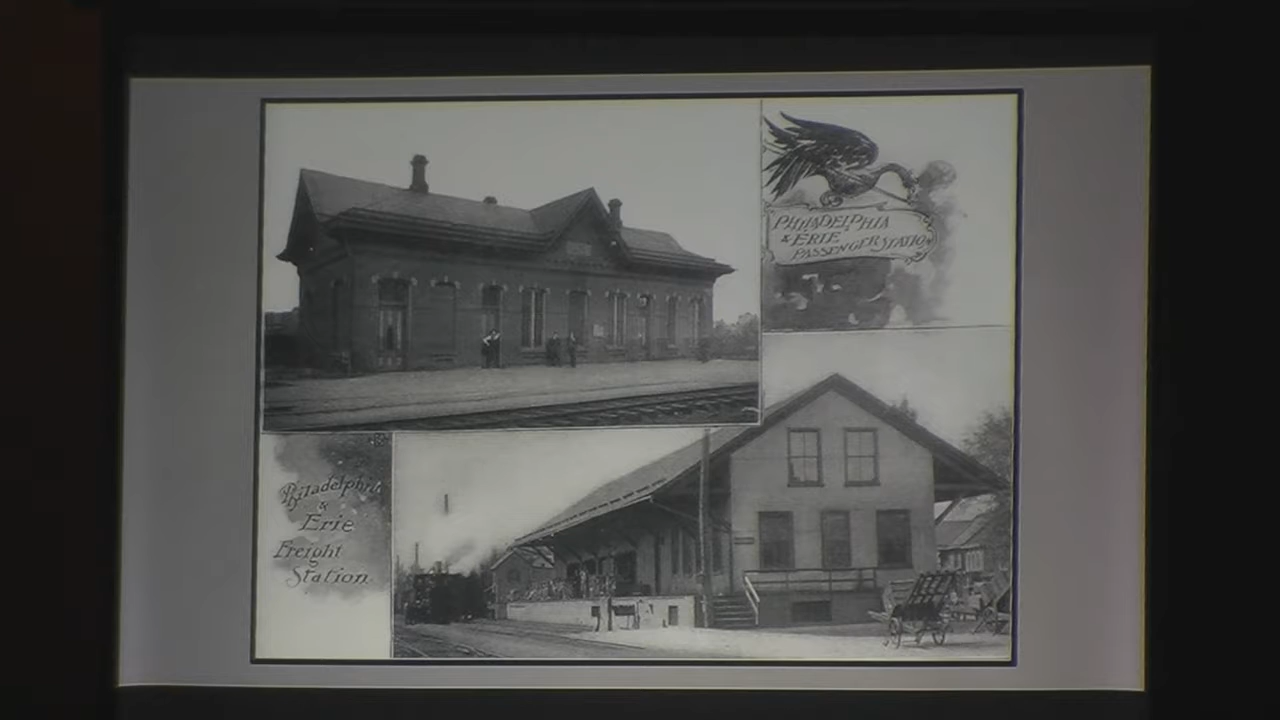 PHILADELPHIA
& ERIE
PASSENGER STATION
Philadelphia
&
Erie
Freight
Station